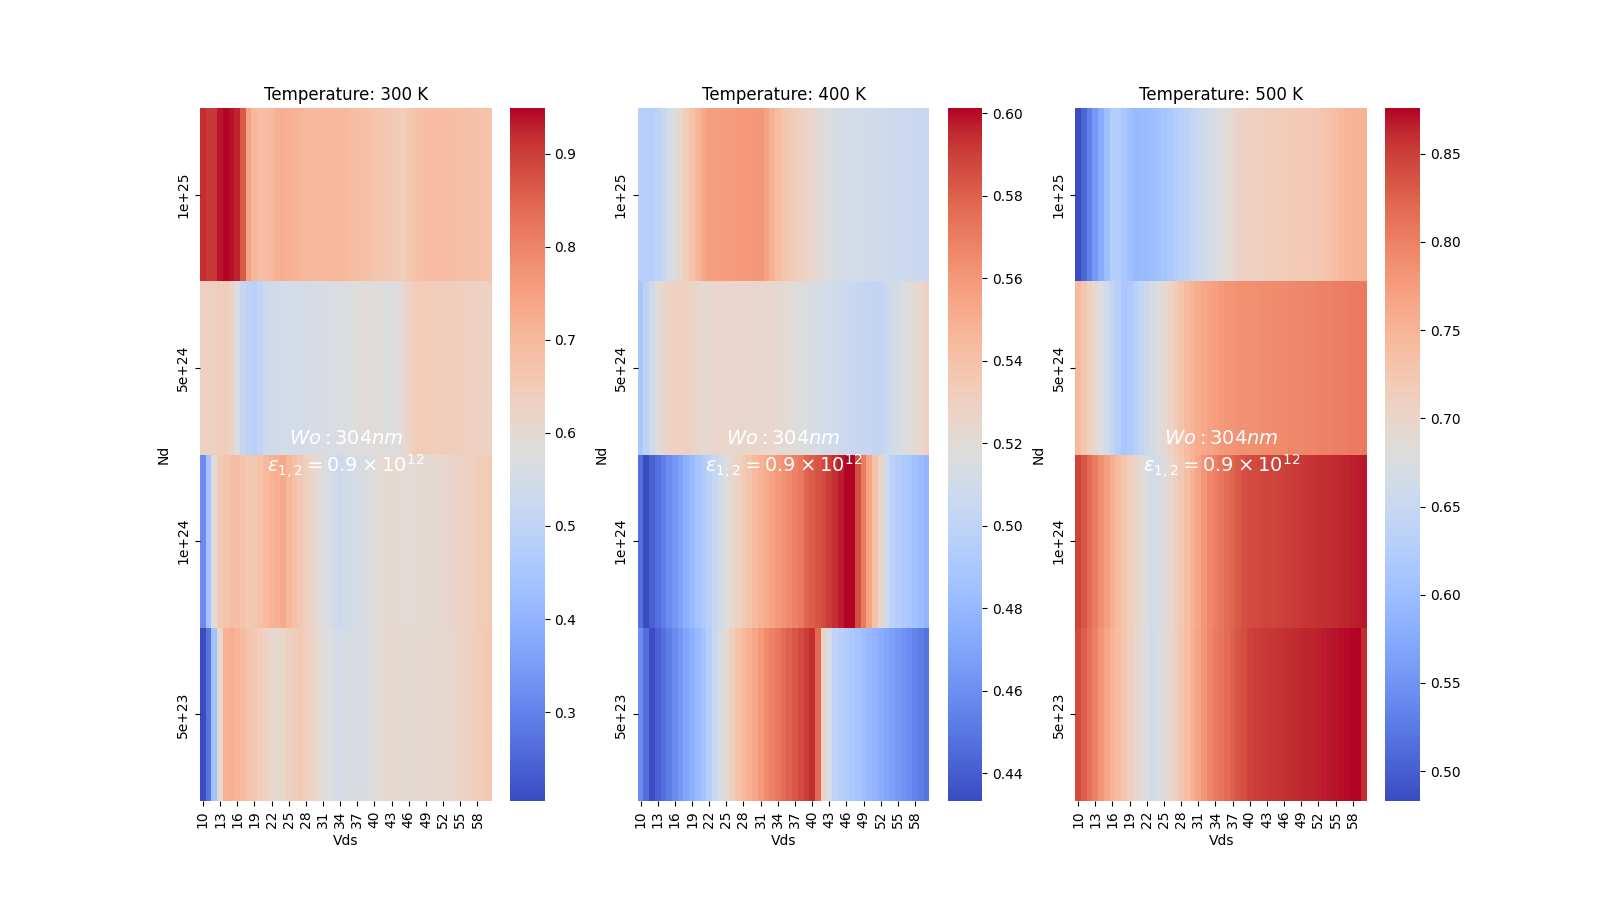 Temperature: 300 K
Temperature: 400 K
Temperature: 500 K
Nd
1e+25
5e+24
1e+24
5e+23
Wo : 304nm
ε1, 2 = 0.9 × 10^12
10 13 16 19 22 25 28 31 34 37 40 43 46 49 52 55 58
Vds
0.9
0.8
0.7
0.6
0.5
0.4
0.3
Nd
1e+25
5e+24
1e+24
5e+23
Wo : 304nm
ε1, 2 = 0.9 × 10^12
10 13 16 19 22 25 28 31 34 37 40 43 46 49 52 55 58
Vds
0.60
0.58
0.56
0.54
0.52
0.50
0.48
0.46
0.44
Nd
1e+25
5e+24
1e+24
5e+23
Wo : 304nm
ε1, 2 = 0.9 × 10^12
10 13 16 19 22 25 28 31 34 37 40 43 46 49 52 55 58
Vds
0.85
0.80
0.75
0.70
0.65
0.60
0.55
0.50